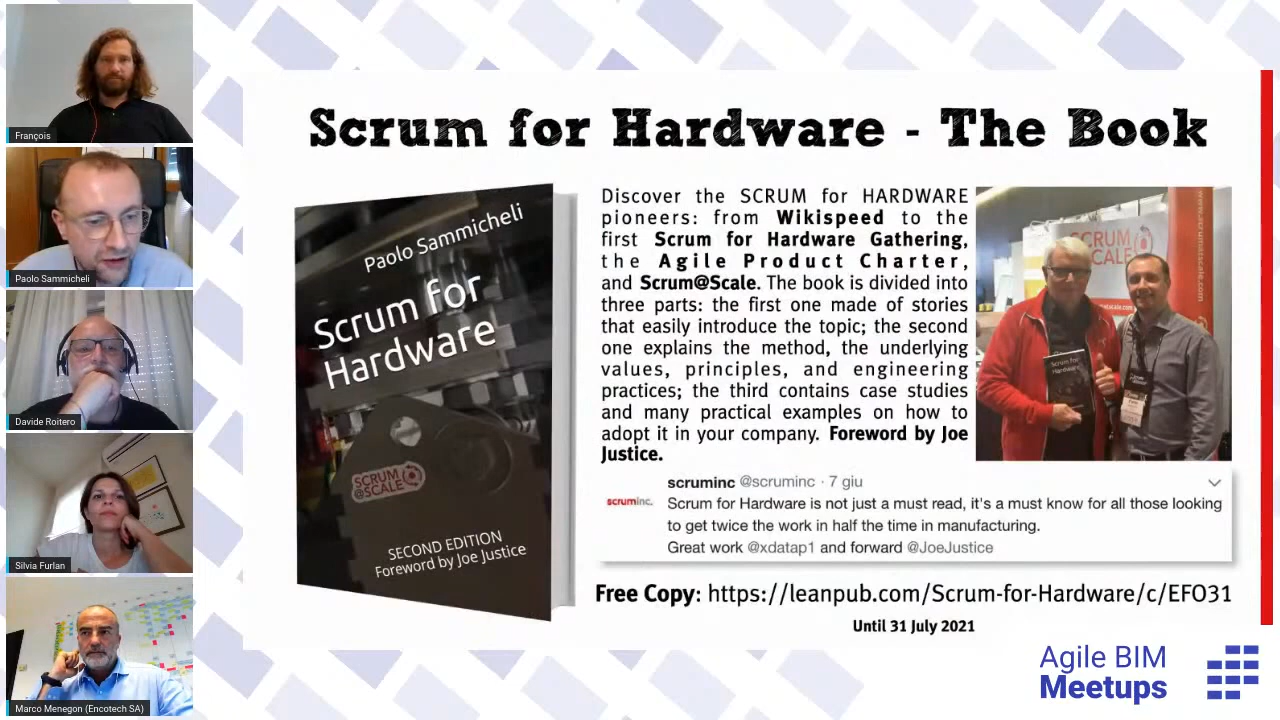 François
Paolo Sammicheli
Davide Roitero
Silvia Furlan
Marco Menegon (Encotech SA)
Scrum for Hardware - The Book
Paolo Sammicheli
Scrum for
Hardware
SCRUM
@SCALE
SECOND EDITION
Foreword by Joe Justice
Discover the SCRUM for HARDWARE
pioneers: from Wikispeed to the
first Scrum for Hardware Gathering,
the Agile Product Charter,
and Scrum@Scale. The book is divided into
three parts: the first one made of stories
that easily introduce the topic; the second
one explains the method, the underlying
values, principles, and engineering
practices; the third contains case studies
and many practical examples on how to
adopt it in your company. Foreword by Joe
Justice.
SCRUM
SCALE
Scrum for
Hardware
scruminc.
scruminc @scruminc · 7 giu
Scrum for Hardware is not just a must read, it's a must know for all those looking
to get twice the work in half the time in manufacturing.
Great work @xdatap1 and forward @JoeJustice
Free Copy: https://leanpub.com/Scrum-for-Hardware/c/EFO31
Until 31 July 2021
Agile BIM
Meetups